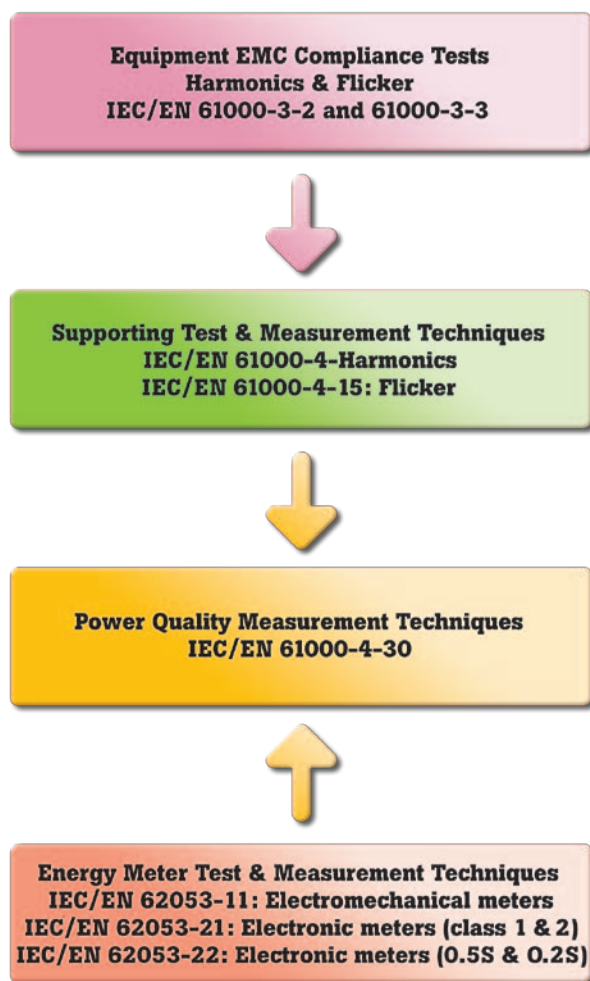 Equipment EMC Compliance Tests
Harmonics & Flicker
IEC/EN 61000-3-2 and 61000-3-3
Supporting Test & Measurement Techniques
IEC/EN 61000-4-Harmonics
IEC/EN 61000-4-15: Flicker
Power Quality Measurement Techniques
IEC/EN 61000-4-30
Energy Meter Test & Measurement Techniques
IEC/EN 62053-11: Electromechanical meters
IEC/EN 62053-21: Electronic meters (class 1 & 2)
IEC/EN 62053-22: Electronic meters (0.5S & O.2S)